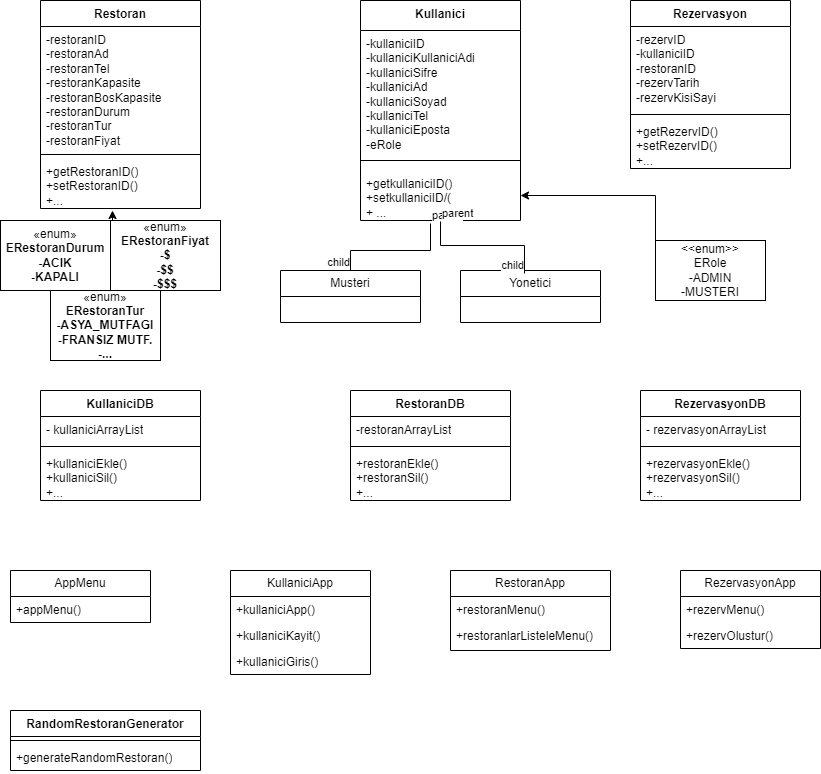 Restoran
-restoranID
-restoranAd
-restoranTel
-restoranKapasite
-restoranBosKapasite
-restoranDurum
-restoranTur
-restoranFiyat
+getRestoranID()
+setRestoranID()
+...
Kullanici
-kullaniciID
-kullaniciKullaniciAdi
-kullaniciSifre
-kullaniciAd
-kullaniciSoyad
-kullaniciTel
-kullaniciEposta
-eRole
+getkullaniciID()
+setkullaniciID/(
+ ...
Rezervasyon
-rezervID
-kullaniciID
-restoranID
-rezervTarih
-rezervKisiSayi
+getRezervID()
+setRezervID()
+...
«enum»
ERestoranDurum
-ACIK
-KAPALI
«enum»
ERestoranFiyat
-$
-$$
-$$$
«enum»
ERestoranTur
-ASYA_MUTFAGI
-FRANSIZ MUTF.
-...
parent
child
Musteri
child
Yonetici
<<enum>>
ERole
-ADMIN
-MUSTERI
KullaniciDB
- kullaniciArrayList
+kullaniciEkle()
+kullaniciSil()
+...
RestoranDB
-restoranArrayList
+restoranEkle()
+restoranSil()
+...
RezervasyonDB
- rezervasyonArrayList
+rezervasyonEkle()
+rezervasyonSil()
+...
AppMenu
+appMenu()
KullaniciApp
+kullaniciApp()
+kullaniciKayit()
+kullaniciGiris()
RestoranApp
+restoranMenu()
+restoranlarListeleMenu()
RezervasyonApp
+rezervMenu()
+rezervOlustur()
RandomRestoranGenerator
+generateRandomRestoran()